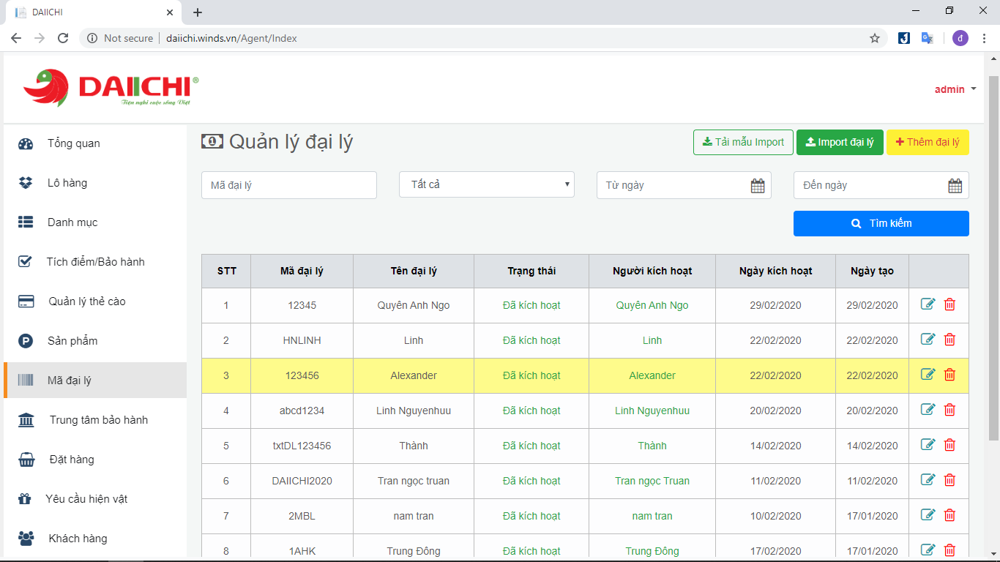 DAIICHI
Not secure daiichi.winds.vn/Agent/Index
đ
DAIICHI®
Tiện nghi cuộc sống Việt
admin
Tổng quan
Lô hàng
Danh mục
Tích điểm/Bảo hành
Quản lý thẻ cào
Sản phẩm
Mã đại lý
Trung tâm bảo hành
Đặt hàng
Yêu cầu hiện vật
Khách hàng
Quản lý đại lý
Tải mẫu Import
Import đại lý
Thêm đại lý
Mã đại lý
Tất cả
Từ ngày
Đến ngày
Tìm kiếm
STT Mã đại lý Tên đại lý Trạng thái Người kích hoạt Ngày kích hoạt Ngày tạo
1 12345 Quyên Anh Ngo Đã kích hoạt Quyên Anh Ngo 29/02/2020 29/02/2020
2 HNLINH Linh Đã kích hoạt Linh 22/02/2020 22/02/2020
3 123456 Alexander Đã kích hoạt Alexander 22/02/2020 22/02/2020
4 abcd1234 Linh Nguyenhuu Đã kích hoạt Linh Nguyenhuu 20/02/2020 20/02/2020
5 txtDL123456 Thành Đã kích hoạt Thành 14/02/2020 14/02/2020
6 DAIICHI2020 Tran ngọc truan Đã kích hoạt Tran ngọc Truan 11/02/2020 11/02/2020
7 2MBL nam tran Đã kích hoạt nam tran 10/02/2020 17/01/2020
8 1AHK Trung Đông Đã kích hoạt Trung Đông 17/02/2020 17/01/2020